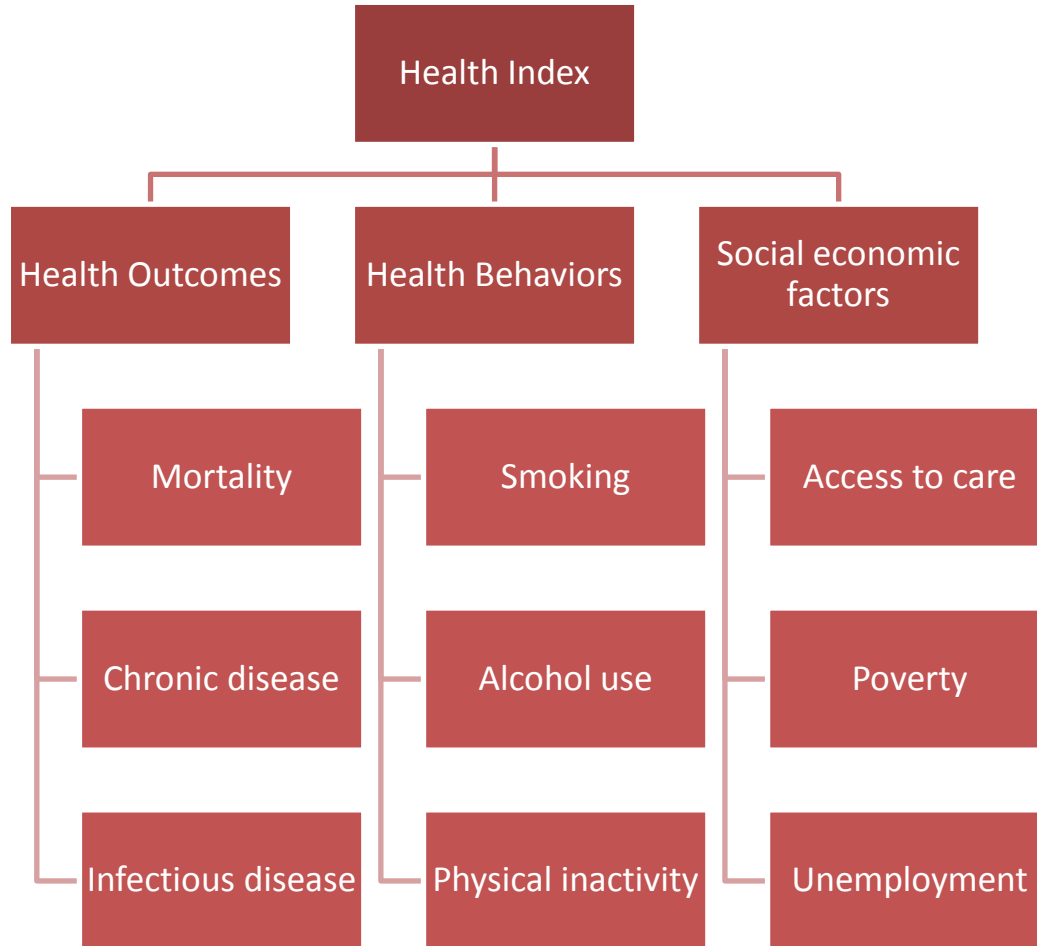 Health Index
Health Outcomes
Health Behaviors
Social economic
factors
Mortality
Smoking
Access to care
Chronic disease
Alcohol use
Poverty
Infectious disease
Physical inactivity
Unemployment